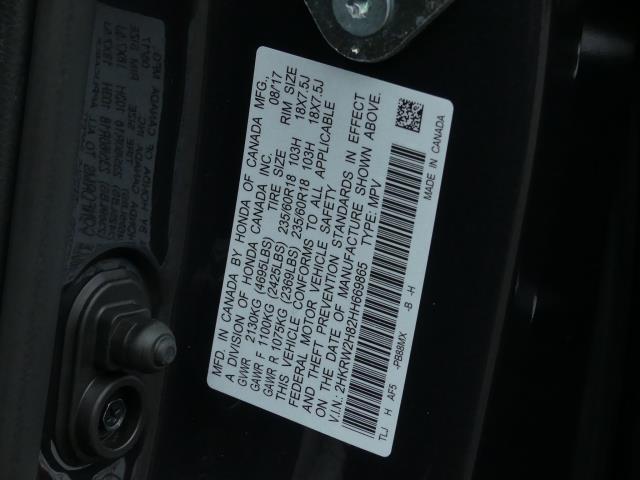 MFD. IN CANADA BY HONDA OF CANADA MFG.,
A DIVISION OF HONDA CANADA INC. 08/17
TIRE SIZE RIM SIZE
GVWR 2130KG (4695LBS)
GAWR F 1100KG (2425LBS) 235/60R18 103H 18X7.5J
GAWR R 1075KG (2369LBS) 235/60R18 103H 18X7.5J
THIS VEHICLE CONFORMS TO ALL APPLICABLE
FEDERAL MOTOR VEHICLE SAFETY
AND THEFT PREVENTION STANDARDS IN EFFECT
ON THE DATE OF MANUFACTURE SHOWN ABOVE.
V.I.N.: 2HKRW2H82HH669865 TYPE: MPV
TLJ H AF5 -PB88MX -B -H
MADE IN CANADA